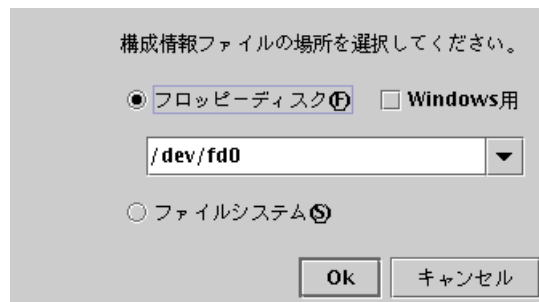 構成情報ファイルの場所を選択してください。
フロッピーディスク(F) Windows用
/dev/fd0
ファイルシステム(S)
Ok キャンセル